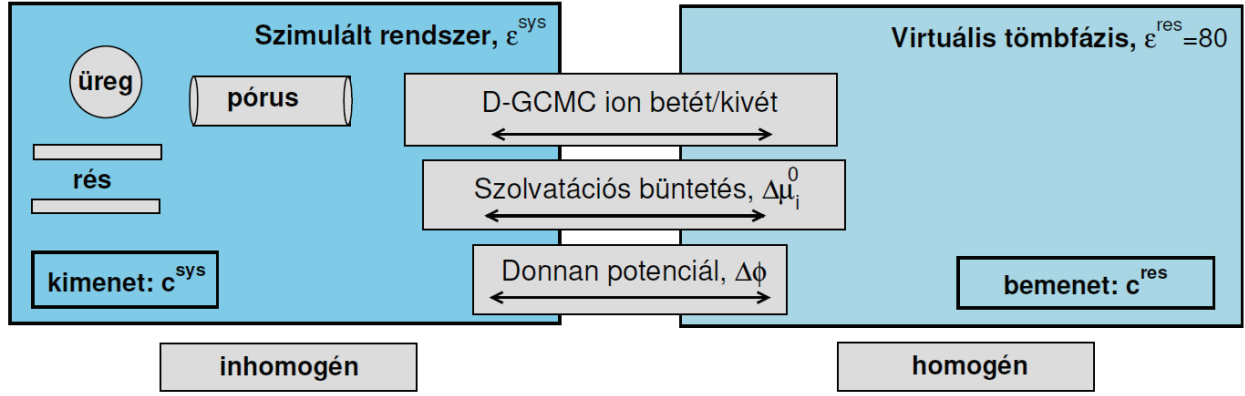 Szimulált rendszer, ε^sys
üreg
pórus
rés
kimenet: c^sys
D-GCMC ion betét/kivét
Szolvatációs büntetés, Δμ_i^0
Donnan potenciál, Δϕ
Virtuális tömbfázis, ε^res=80
bemenet: c^res
inhomogén
homogén